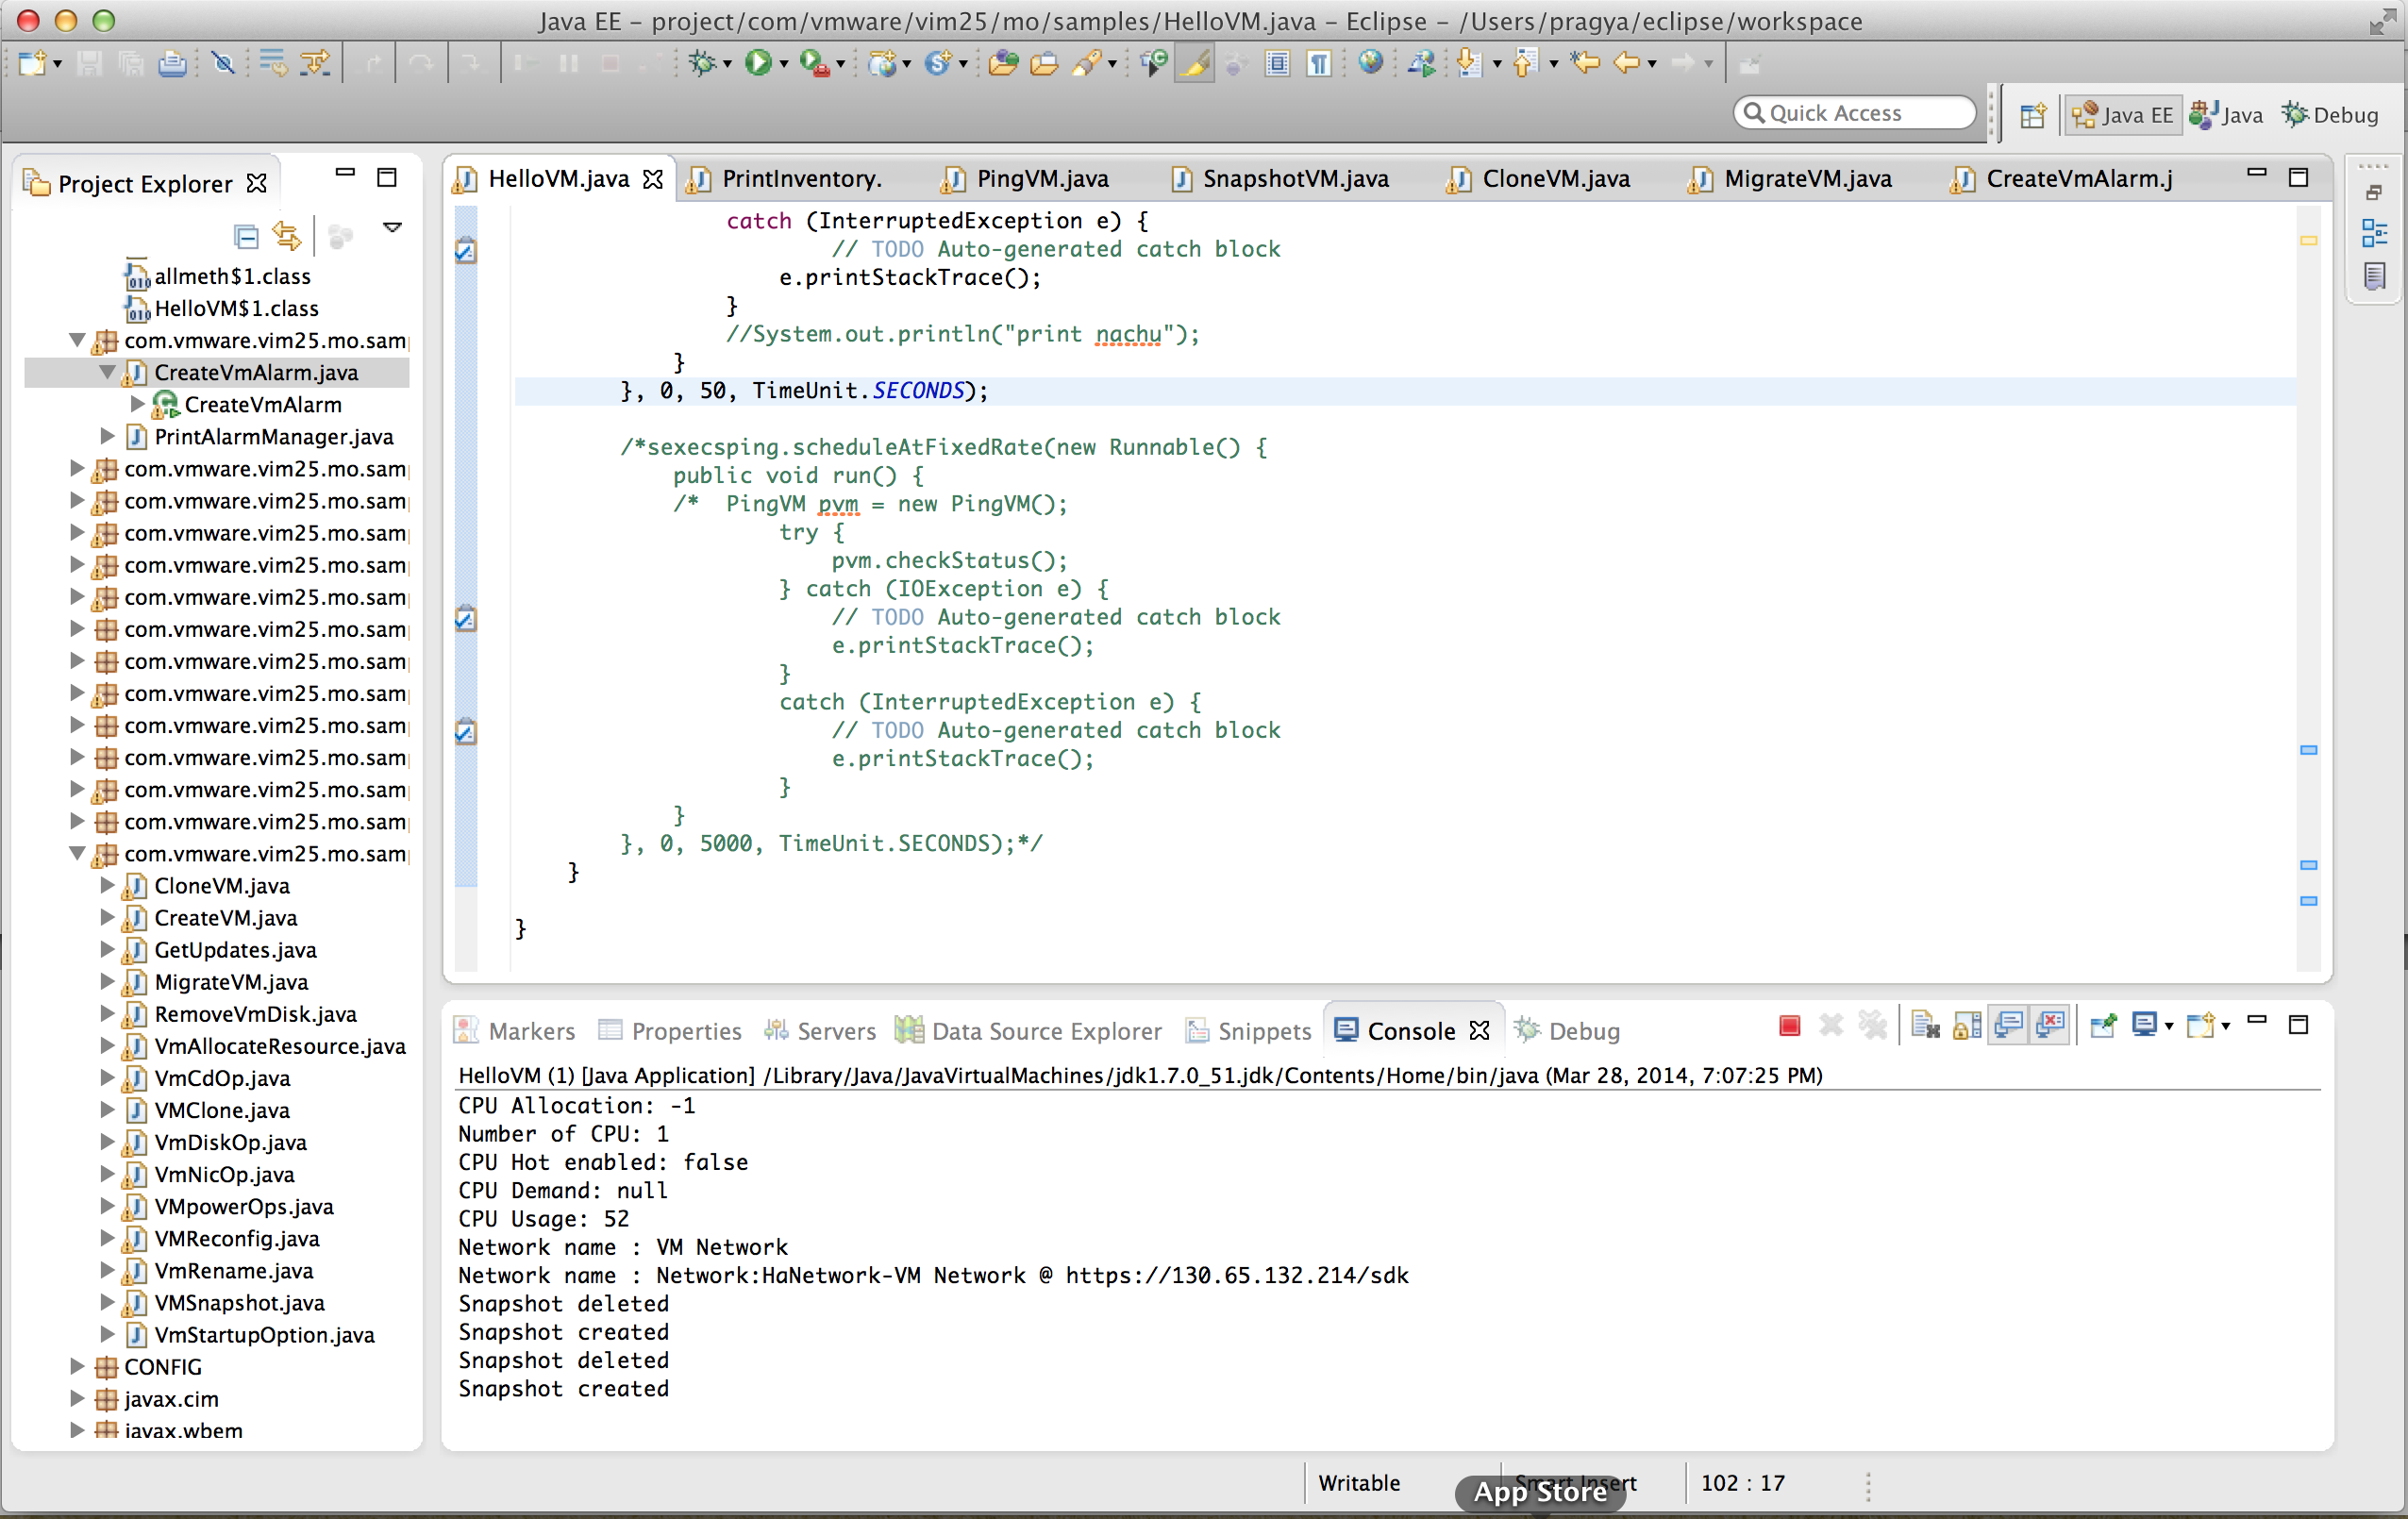 Java EE – project/com/vmware/vim25/mo/samples/HelloVM.java – Eclipse – /Users/pragya/eclipse/workspace
Quick Access
Java EE
Java
Debug
Project Explorer
allmeth$1.class
HelloVM$1.class
com.vmware.vim25.mo.sam
CreateVmAlarm.java
CreateVmAlarm
PrintAlarmManager.java
com.vmware.vim25.mo.sam
com.vmware.vim25.mo.sam
com.vmware.vim25.mo.sam
com.vmware.vim25.mo.sam
com.vmware.vim25.mo.sam
com.vmware.vim25.mo.sam
com.vmware.vim25.mo.sam
com.vmware.vim25.mo.sam
com.vmware.vim25.mo.sam
com.vmware.vim25.mo.sam
com.vmware.vim25.mo.sam
com.vmware.vim25.mo.sam
com.vmware.vim25.mo.sam
CloneVM.java
CreateVM.java
GetUpdates.java
MigrateVM.java
RemoveVmDisk.java
VmAllocateResource.java
VmCdOp.java
VMClone.java
VmDiskOp.java
VmNicOp.java
VMpowerOps.java
VMReconfig.java
VmRename.java
VMSnapshot.java
VmStartupOption.java
CONFIG
javax.cim
javax.wbem
HelloVM.java
PrintInventory.
PingVM.java
SnapshotVM.java
CloneVM.java
MigrateVM.java
CreateVmAlarm.j
catch (InterruptedException e) {
// TODO Auto-generated catch block
e.printStackTrace();
}
//System.out.println("print nachu");
}
}, 0, 50, TimeUnit.SECONDS);
/*sexecsping.scheduleAtFixedRate(new Runnable() {
public void run() {
/*  PingVM pvm = new PingVM();
try {
pvm.checkStatus();
} catch (IOException e) {
// TODO Auto-generated catch block
e.printStackTrace();
}
catch (InterruptedException e) {
// TODO Auto-generated catch block
e.printStackTrace();
}
}
}, 0, 5000, TimeUnit.SECONDS);*/
}
}
Markers
Properties
Servers
Data Source Explorer
Snippets
Console
Debug
HelloVM (1) [Java Application] /Library/Java/JavaVirtualMachines/jdk1.7.0_51.jdk/Contents/Home/bin/java (Mar 28, 2014, 7:07:25 PM)
CPU Allocation: -1
Number of CPU: 1
CPU Hot enabled: false
CPU Demand: null
CPU Usage: 52
Network name : VM Network
Network name : Network:HaNetwork-VM Network @ https://130.65.132.214/sdk
Snapshot deleted
Snapshot created
Snapshot deleted
Snapshot created
Writable
Smart Insert
102 : 17
App Store